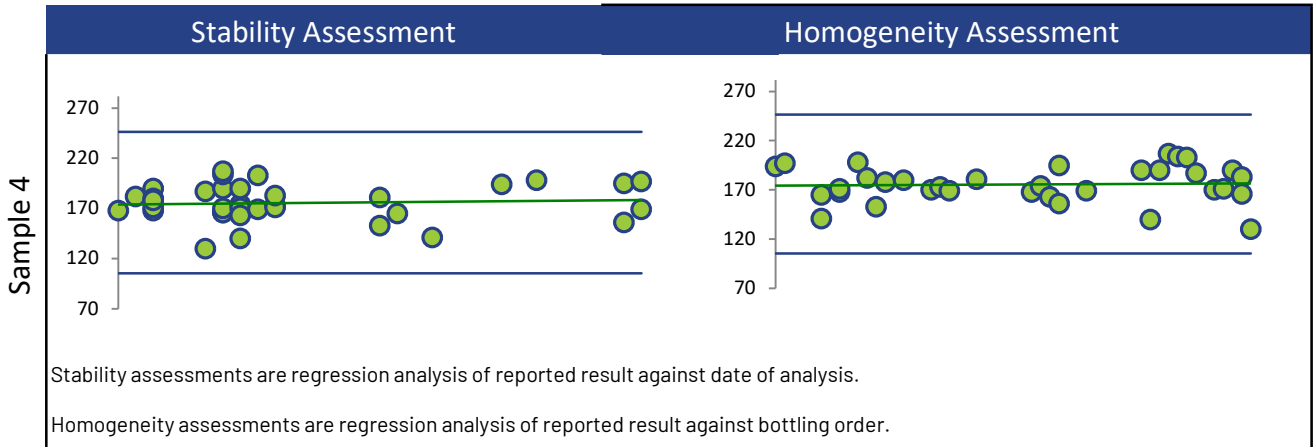 Stability Assessment
Homogeneity Assessment
Sample 4
270
220
170
120
70
270
220
170
120
70
Stability assessments are regression analysis of reported result against date of analysis.
Homogeneity assessments are regression analysis of reported result against bottling order.